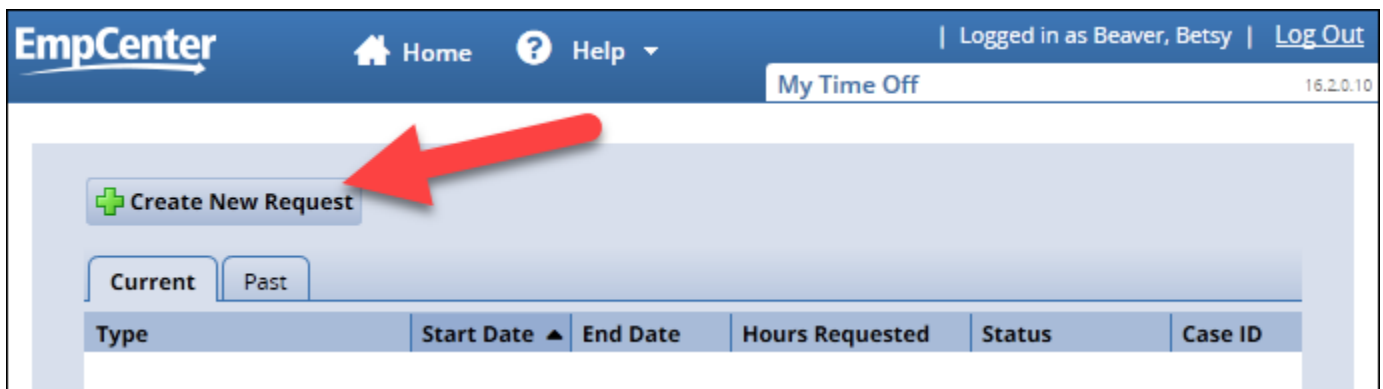 EmpCenter Home ? Help | Logged in as Beaver, Betsy | Log Out
My Time Off 16.2.0.10
Create New Request
Current Past
Type Start Date End Date Hours Requested Status Case ID